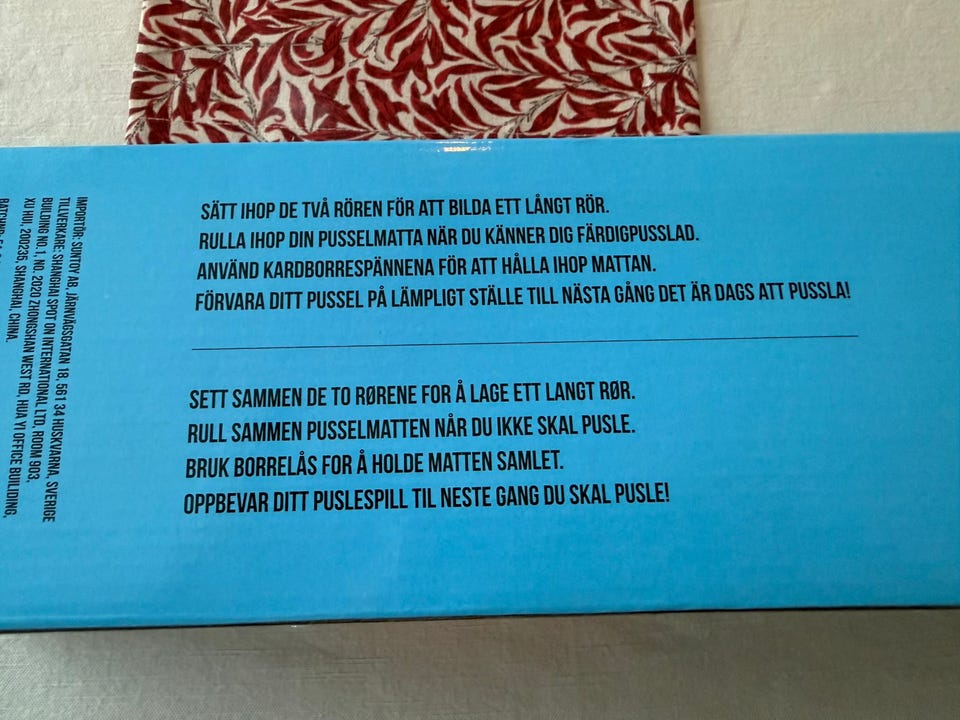 SÄTT IHOP DE TVÅ RÖREN FÖR ATT BILDA ETT LÅNGT RÖR.
RULLA IHOP DIN PUSSELMATTA NÄR DU KÄNNER DIG FÄRDIGPUSSLAD.
ANVÄND KARDBORRESPÄNNENA FÖR ATT HÅLLA IHOP MATTAN.
FÖRVARA DITT PUSSEL PÅ LÄMPLIGT STÄLLE TILL NÄSTA GÅNG DET ÄR DAGS ATT PUSSLA!
SETT SAMMEN DE TO RØRENE FOR Å LAGE ETT LANGT RØR.
RULL SAMMEN PUSSELMATTEN NÅR DU IKKE SKAL PUSLE.
BRUK BORRELÅS FOR Å HOLDE MATTEN SAMLET.
OPPBEVAR DITT PUSLESPILL TIL NESTE GANG DU SKAL PUSLE!
IMPORTÖR: SUNTOY AB, JÄRNVÄGSGATAN 18, 561 34 HUSKVARNA, SVERIGE
TILLVERKARE: SHANGHAI SPOT ON INTERNATIONAL LTD, ROOM 903,
BUILDING NO. 1, NO. 2020 ZHONGSHAN WEST RD, HUA YI OFFICE BUILIDING,
XU HUI, 200236, SHANGHAI, CHINA.